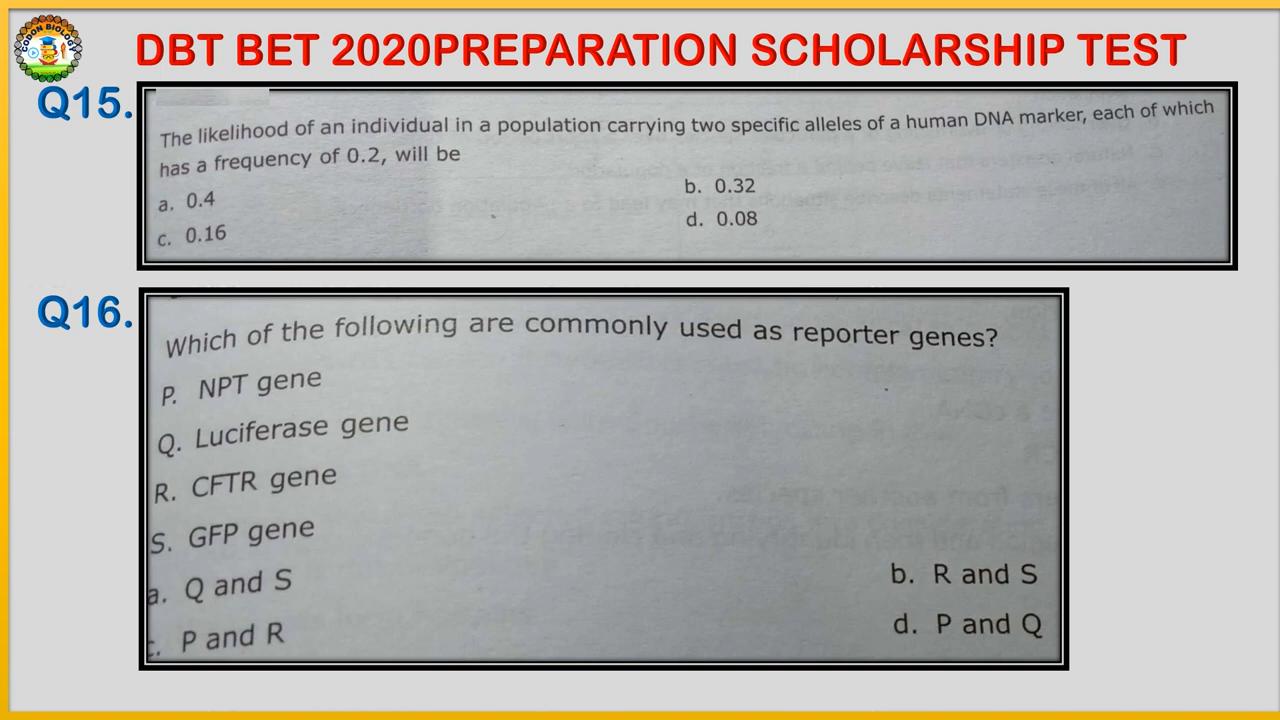 CODON BIOLOGY
DBT BET 2020PREPARATION SCHOLARSHIP TEST
Q15.
The likelihood of an individual in a population carrying two specific alleles of a human DNA marker, each of which
has a frequency of 0.2, will be
a. 0.4
b. 0.32
c. 0.16
d. 0.08
Q16.
Which of the following are commonly used as reporter genes?
P. NPT gene
Q. Luciferase gene
R. CFTR gene
S. GFP gene
a. Q and S
b. R and S
c. P and R
d. P and Q